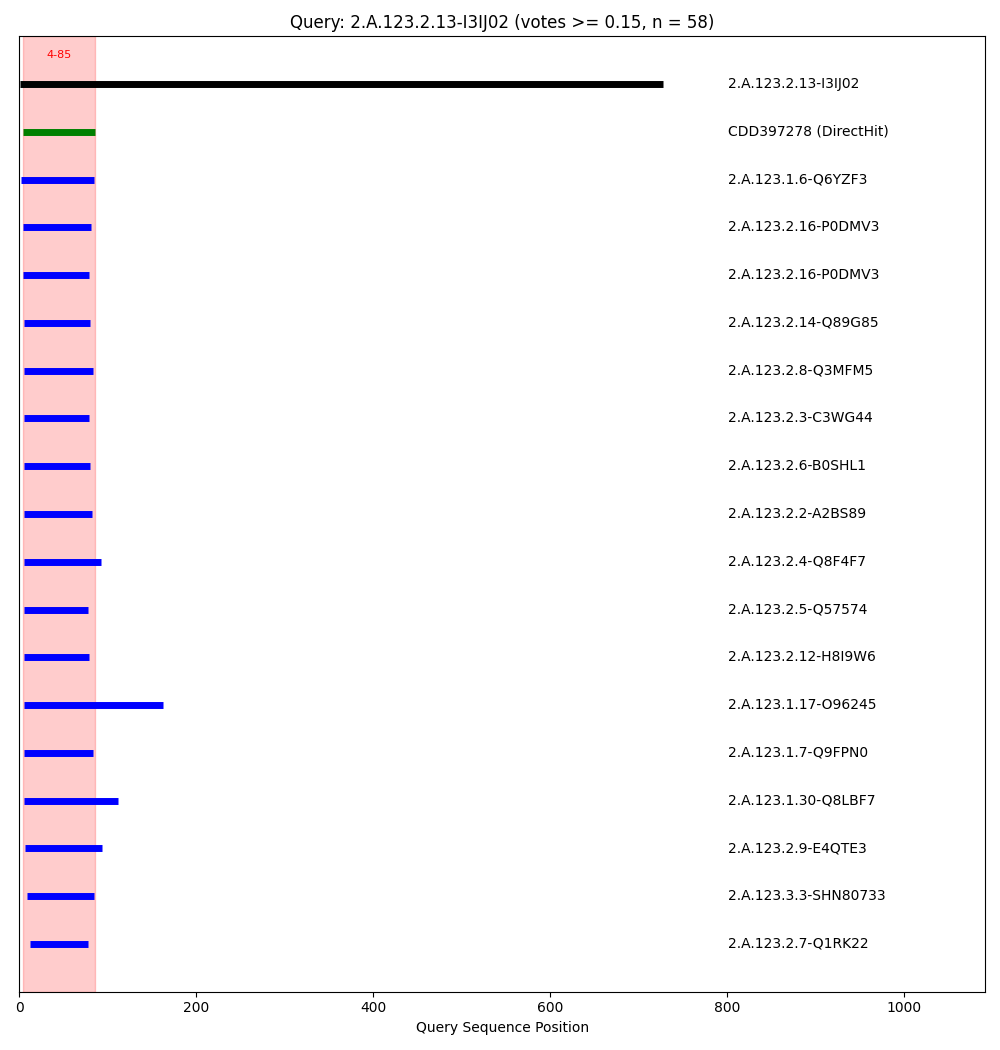 Query: 2.A.123.2.13-I3IJ02 (votes >= 0.15, n = 58)
4-85
2.A.123.2.13-I3IJ02
CDD397278 (DirectHit)
2.A.123.1.6-Q6YZF3
2.A.123.2.16-P0DMV3
2.A.123.2.16-P0DMV3
2.A.123.2.14-Q89G85
2.A.123.2.8-Q3MFM5
2.A.123.2.3-C3WG44
2.A.123.2.6-B0SHL1
2.A.123.2.2-A2BS89
2.A.123.2.4-Q8F4F7
2.A.123.2.5-Q57574
2.A.123.2.12-H8I9W6
2.A.123.1.17-O96245
2.A.123.1.7-Q9FPN0
2.A.123.1.30-Q8LBF7
2.A.123.2.9-E4QTE3
2.A.123.3.3-SHN80733
2.A.123.2.7-Q1RK22
0 200 400 600 800 1000
Query Sequence Position